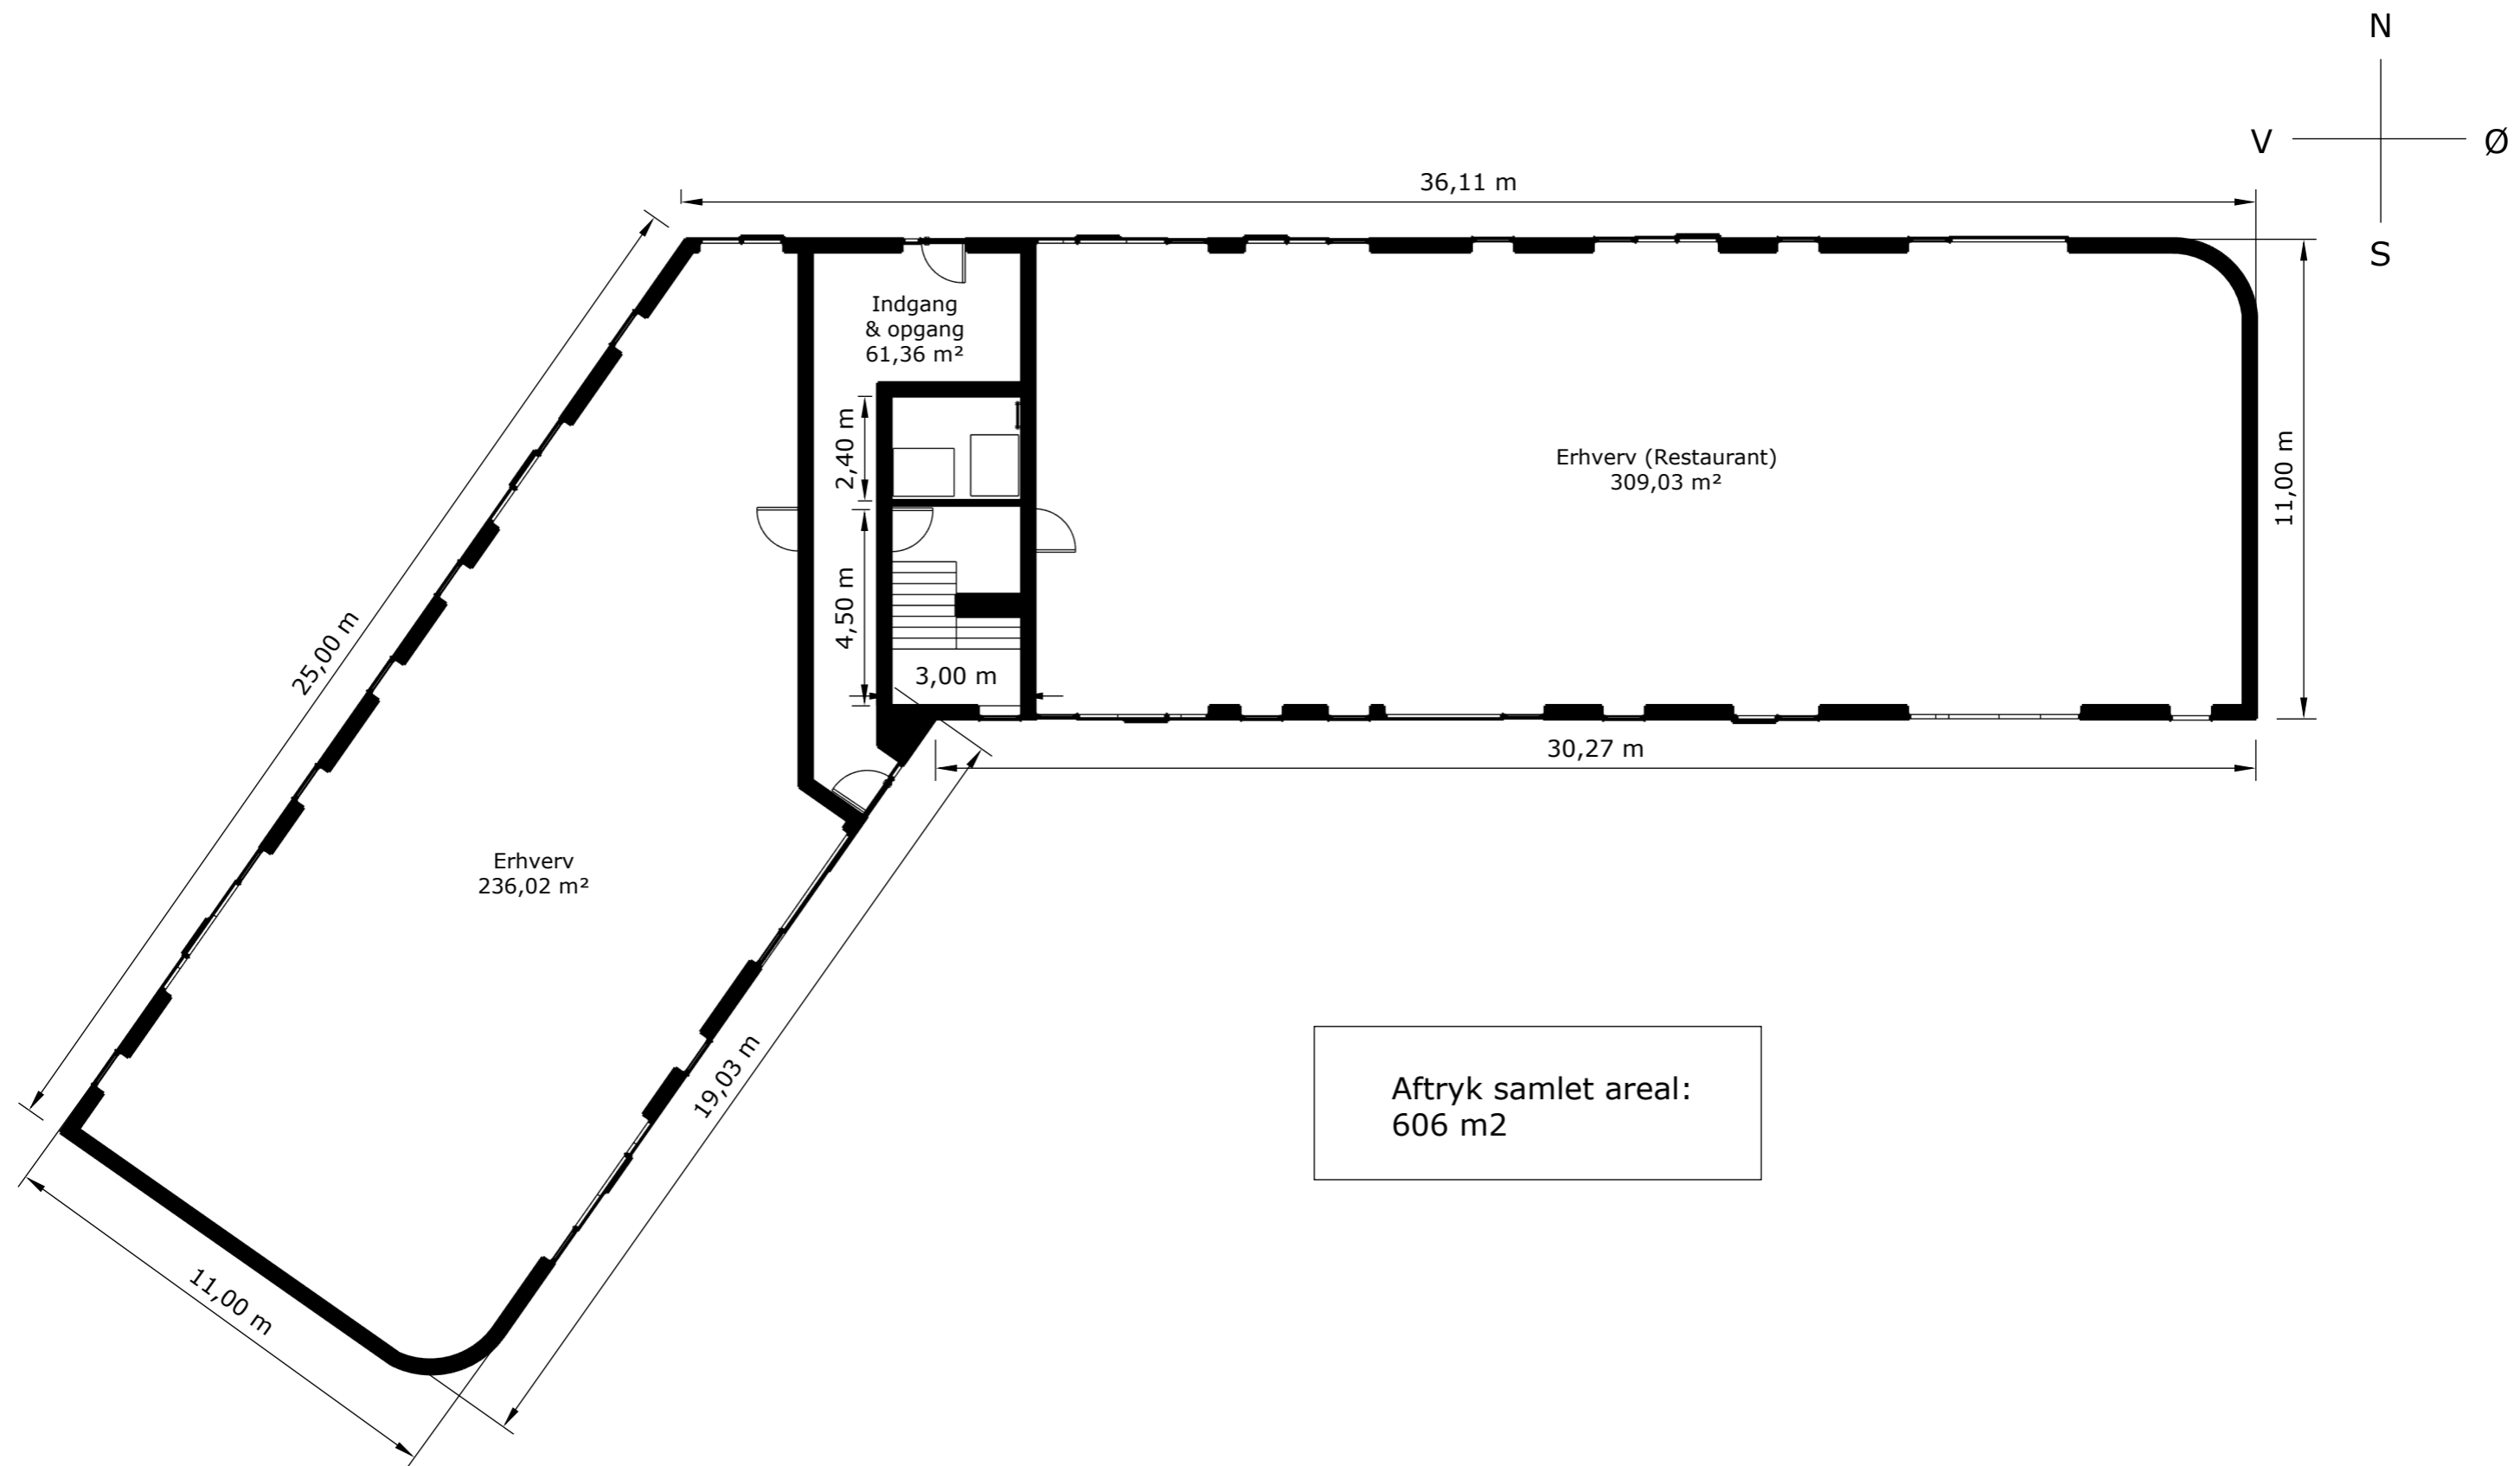 N
V
Ø
S
36,11 m
Indgang
& opgang
61,36 m²
2,40 m
Erhverv (Restaurant)
309,03 m²
11,00 m
4,50 m
25,00 m
3,00 m
30,27 m
Erhverv
236,02 m²
19,03 m
Aftryk samlet areal:
606 m2
11,00 m